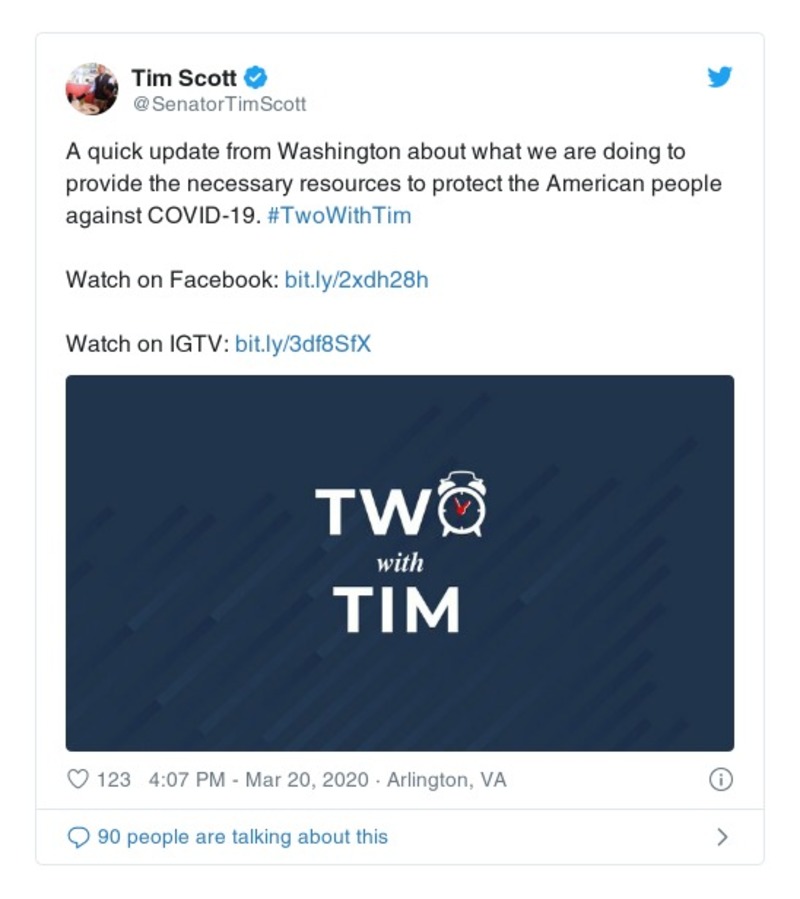 Tim Scott
@SenatorTimScott
A quick update from Washington about what we are doing to
provide the necessary resources to protect the American people
against COVID-19. #TwoWithTim
Watch on Facebook: bit.ly/2xdh28h
Watch on IGTV: bit.ly/3df8SfX
TWO
with
TIM
123 4:07 PM - Mar 20, 2020 · Arlington, VA
90 people are talking about this